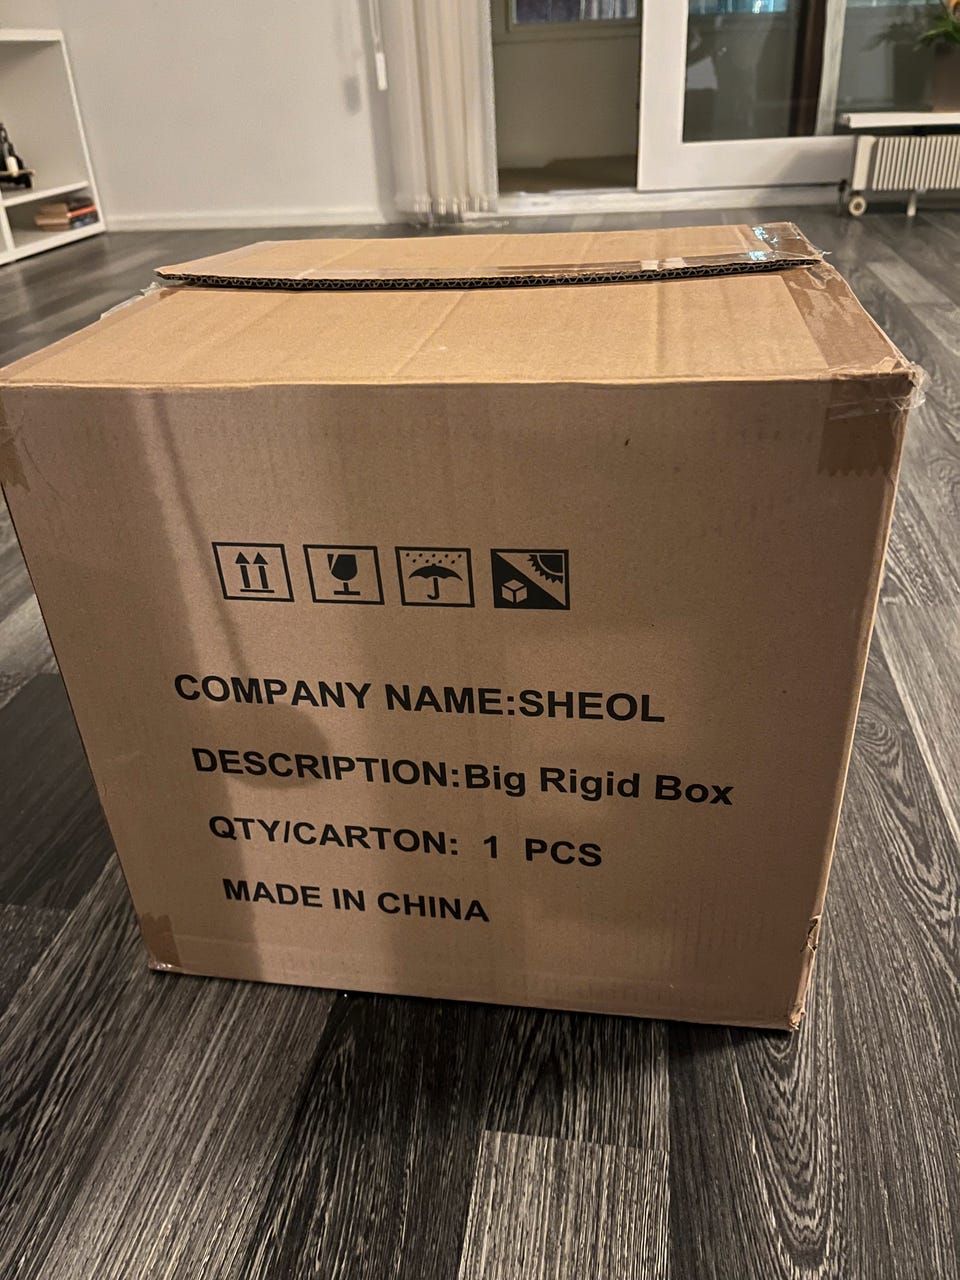 COMPANY NAME:SHEOL
DESCRIPTION:Big Rigid Box
QTY/CARTON: 1 PCS
MADE IN CHINA